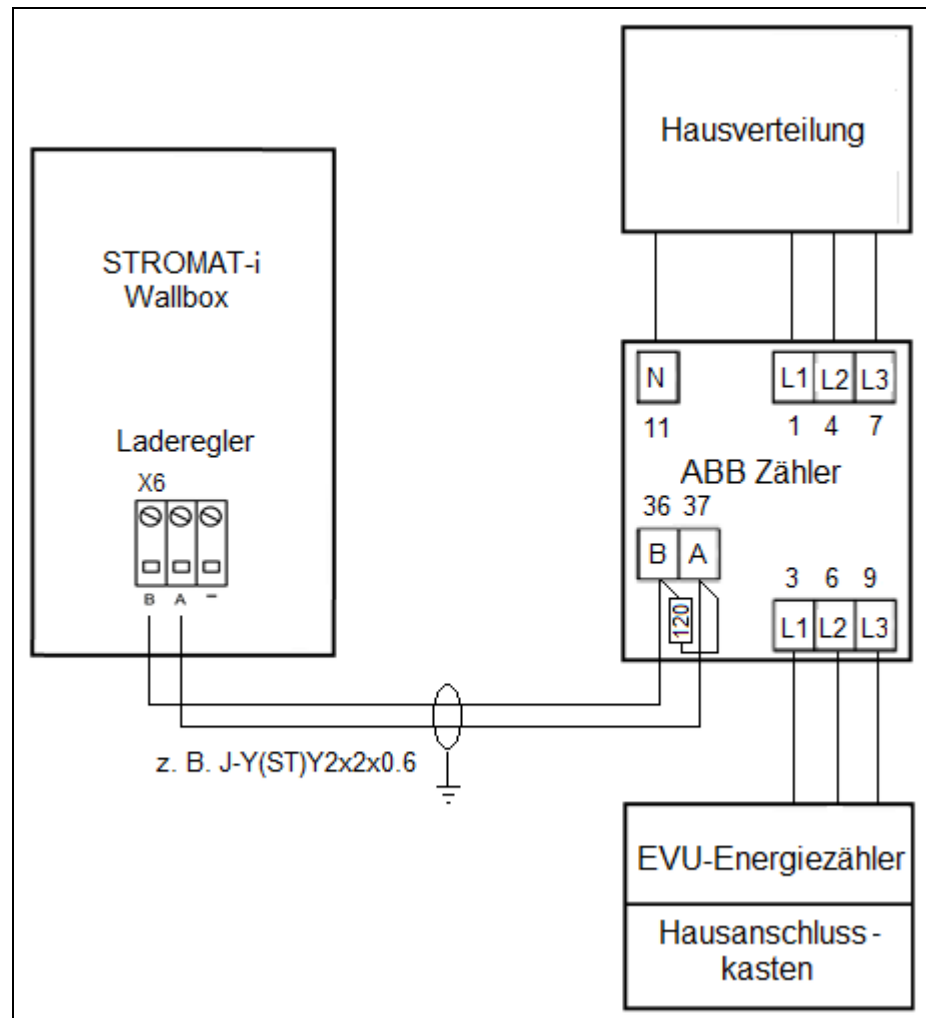 Hausverteilung
STROMAT-i
Wallbox
N L1 L2 L3
11 1 4 7
Laderegler
ABB Zähler
X6
36 37
B A
3 6 9
B A –
120
L1 L2 L3
z. B. J-Y(ST)Y2x2x0.6
EVU-Energiezähler
Hausanschluss-
kasten